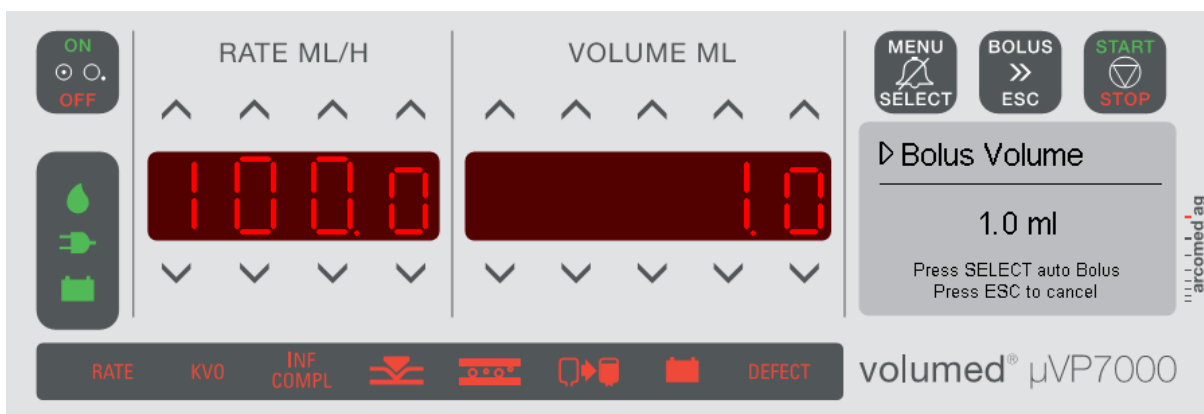 ON
OFF
RATE ML/H
VOLUME ML
MENU
SELECT
BOLUS
ESC
START
STOP
100.0
1.0
Bolus Volume
1.0 ml
Press SELECT auto Bolus
Press ESC to cancel
arcomed ag
RATE
KVO
INF
COMPL
DEFECT
volumed® µVP7000